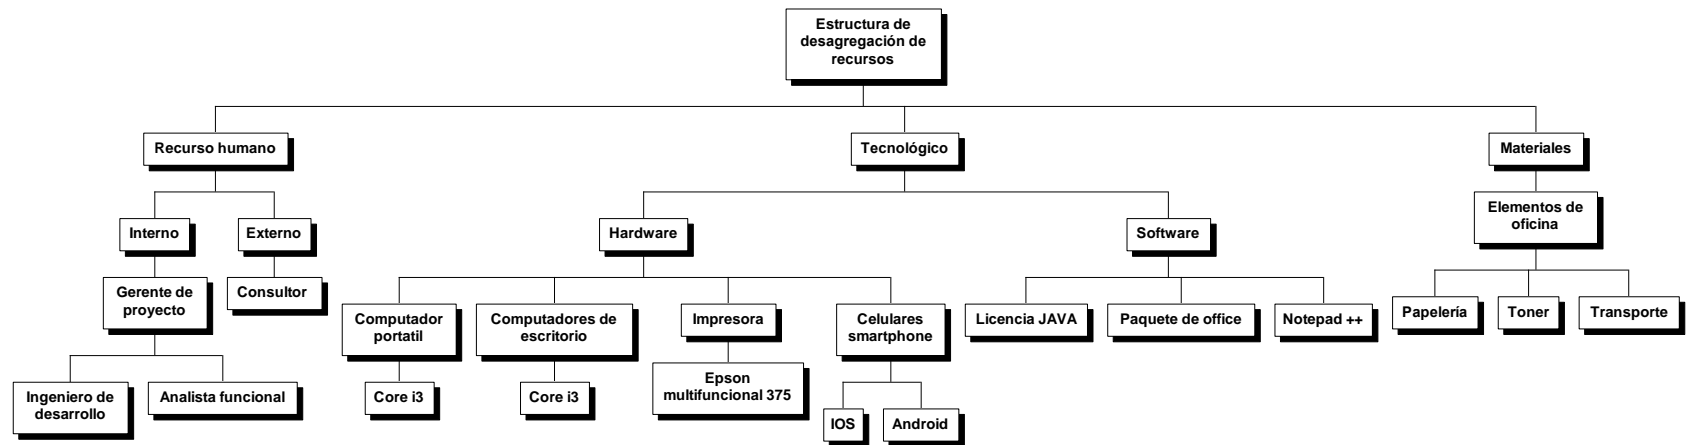 Estructura de
desagregación de
recursos
Recurso humano
Tecnológico
Materiales
Interno
Externo
Hardware
Software
Elementos de
oficina
Gerente de
proyecto
Consultor
Computador
portatil
Computadores de
escritorio
Impresora
Celulares
smartphone
Licencia JAVA
Paquete de office
Notepad ++
Papelería
Toner
Transporte
Ingeniero de
desarrollo
Analista funcional
Core i3
Core i3
Epson
multifuncional 375
IOS
Android